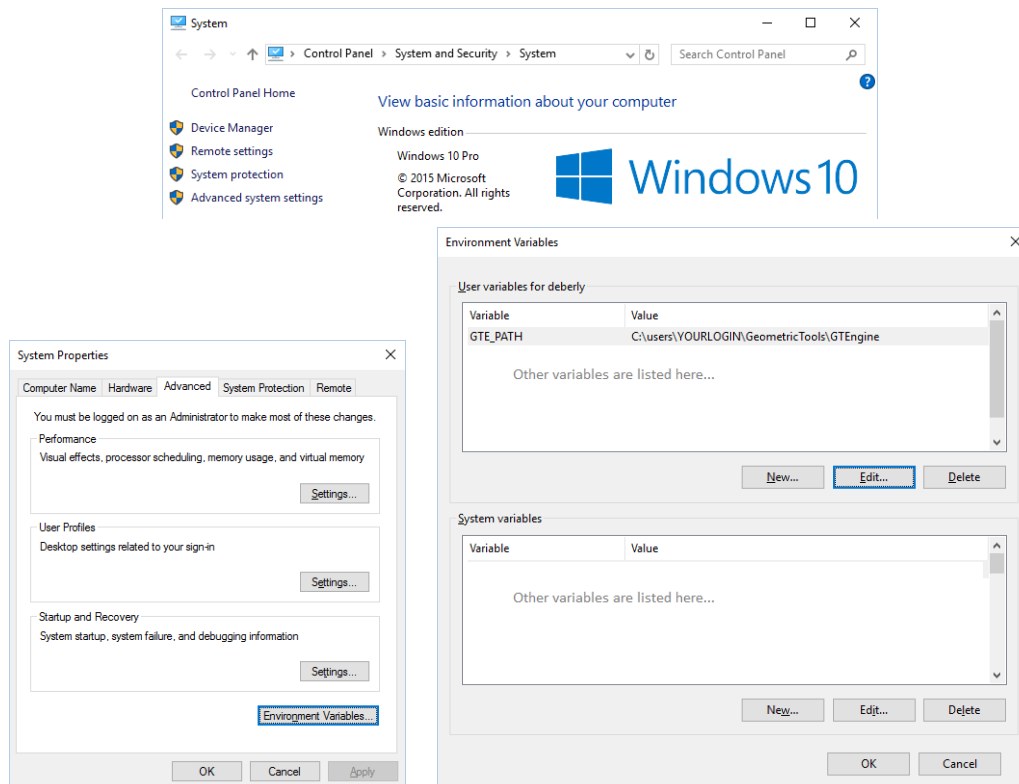 System
Control Panel > System and Security > System
Search Control Panel
?
Control Panel Home
View basic information about your computer
Device Manager
Windows edition
Remote settings
Windows 10 Pro
System protection
© 2015 Microsoft
Advanced system settings
Corporation. All rights
reserved.
Windows 10
Environment Variables
User variables for deberly
Variable Value
GTE_PATH C:\users\YOURLOGIN\GeometricTools\GTEngine
Other variables are listed here...
New... Edit... Delete
System variables
Variable Value
Other variables are listed here...
New... Edit... Delete
OK Cancel
System Properties
Computer Name Hardware Advanced System Protection Remote
You must be logged on as an Administrator to make most of these changes.
Performance
Visual effects, processor scheduling, memory usage, and virtual memory
Settings...
User Profiles
Desktop settings related to your sign-in
Settings...
Startup and Recovery
System startup, system failure, and debugging information
Settings...
Environment Variables...
OK Cancel Apply